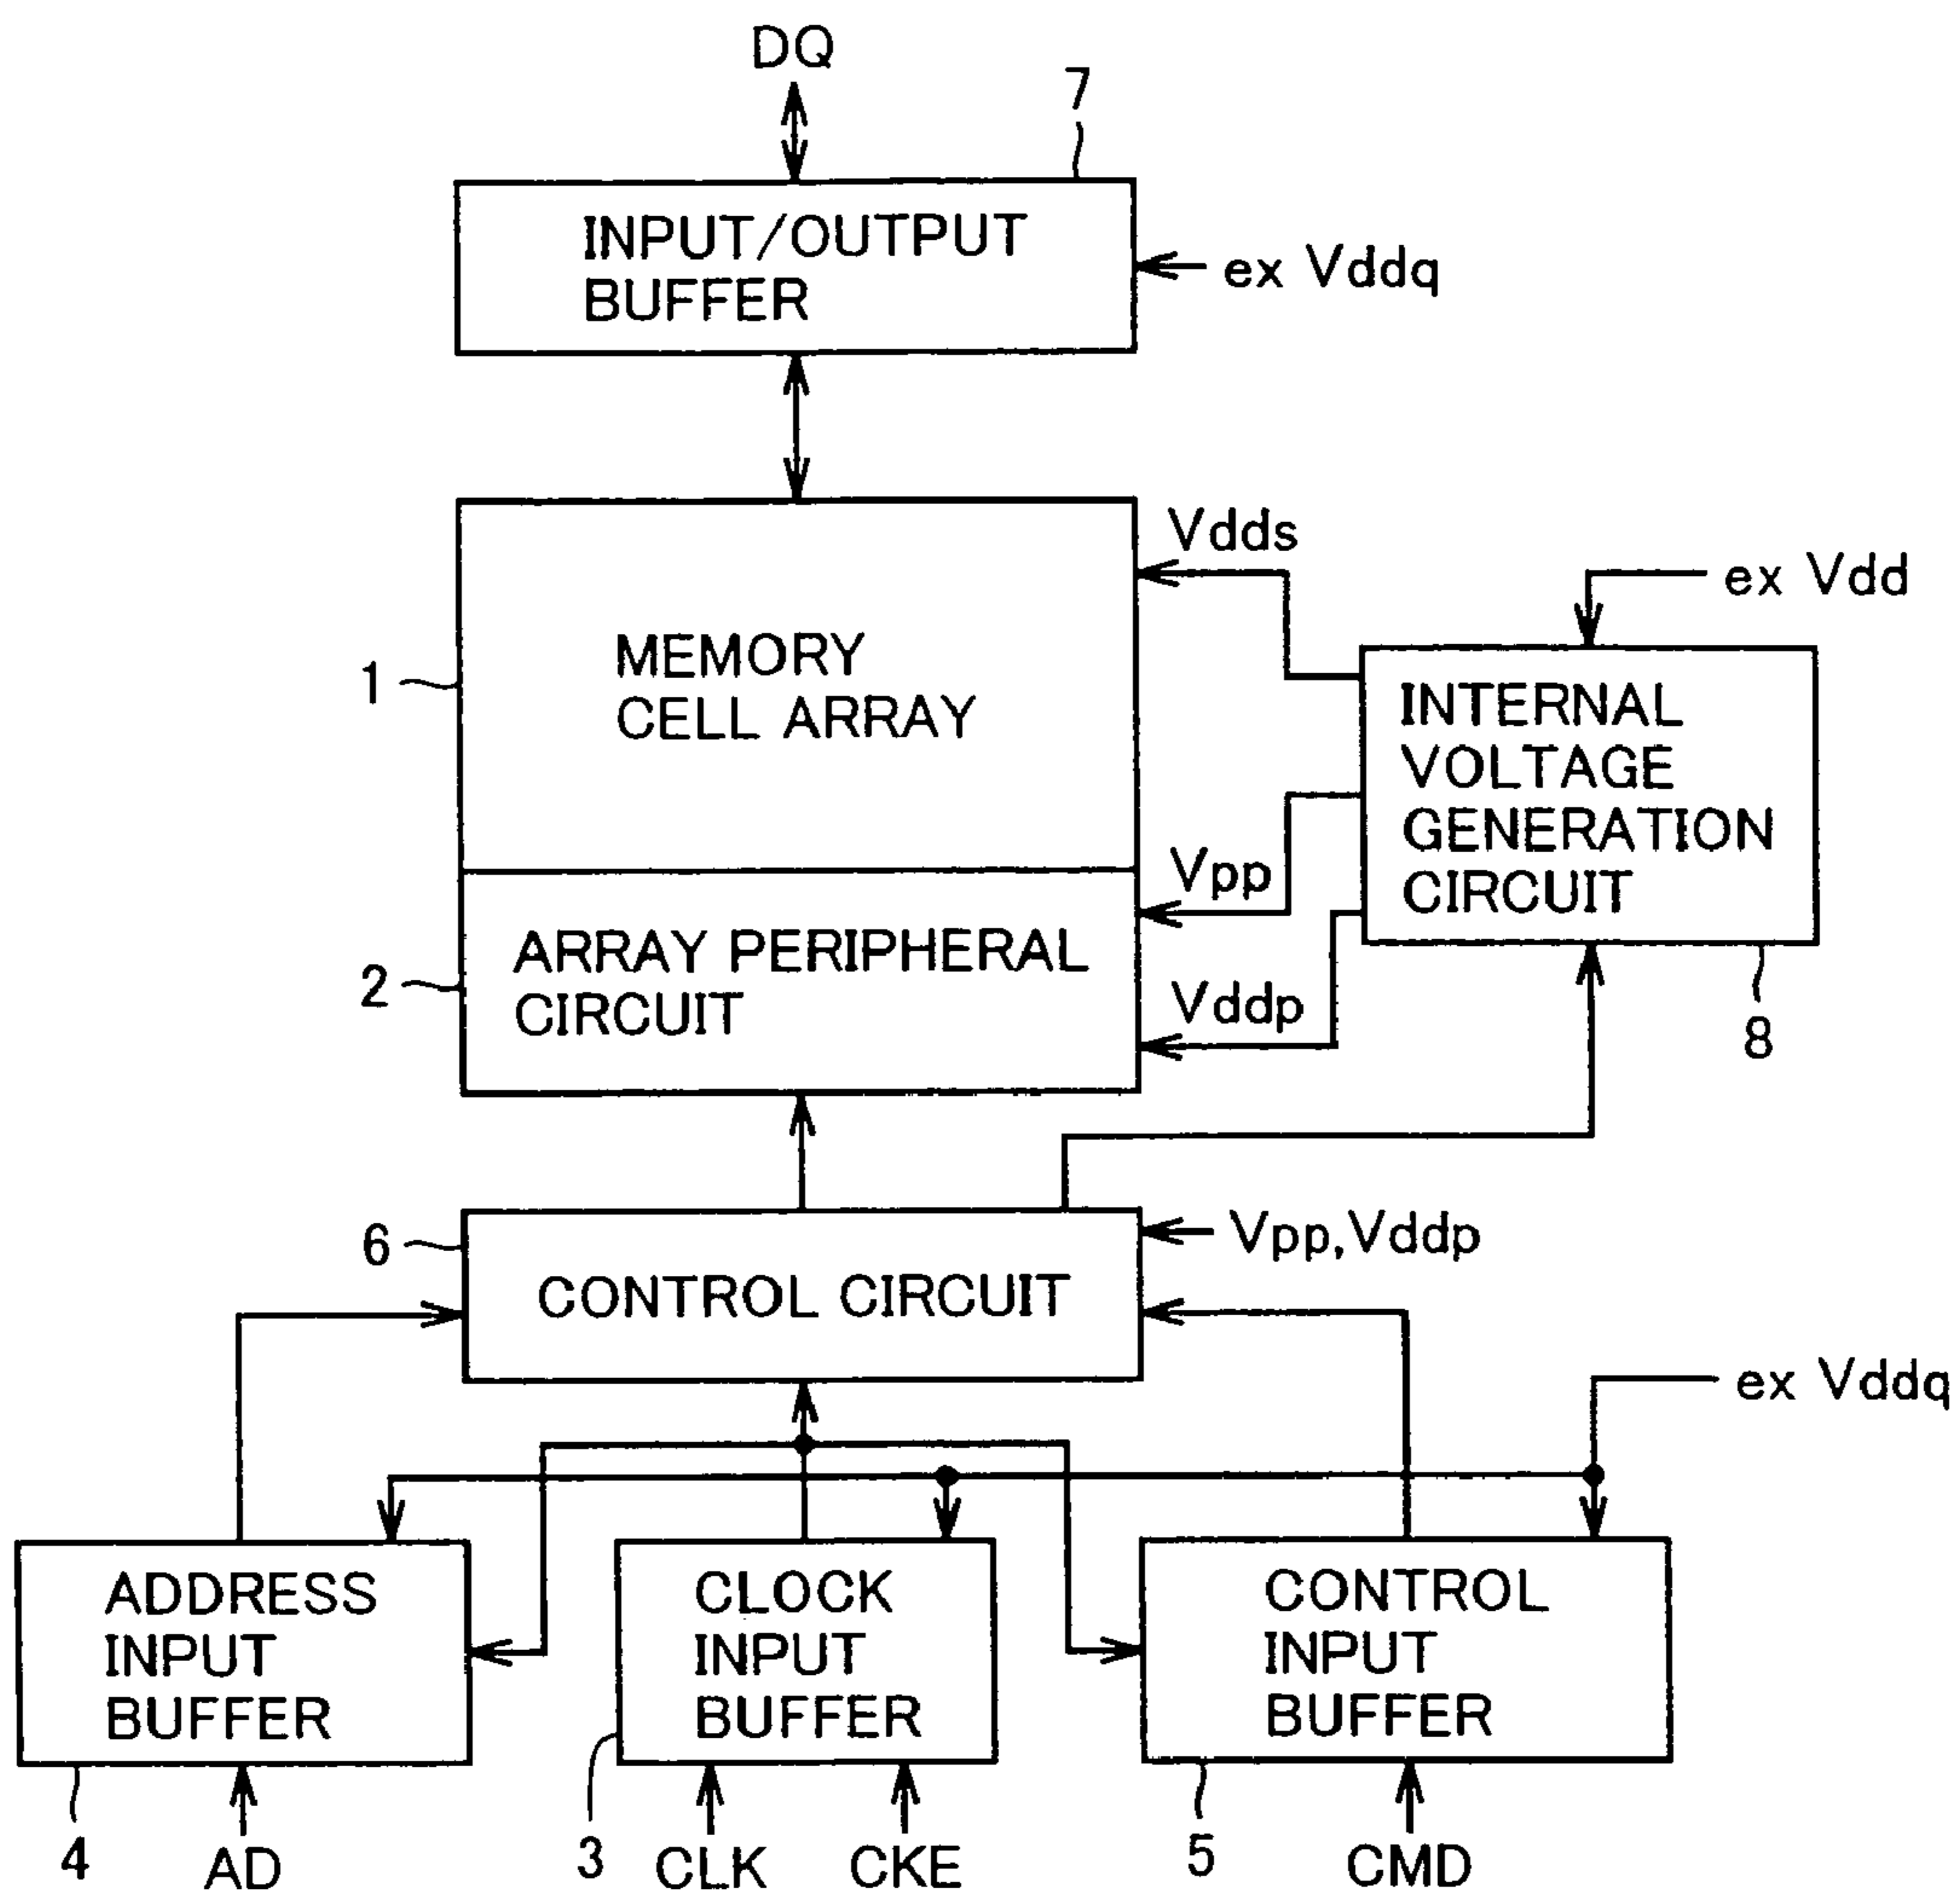 DQ
7
INPUT/OUTPUT
BUFFER
ex Vddq
Vdds
ex Vdd
1
MEMORY
CELL ARRAY
INTERNAL
VOLTAGE
GENERATION
CIRCUIT
Vpp
2
ARRAY PERIPHERAL
CIRCUIT
Vddp
8
6
CONTROL CIRCUIT
Vpp,Vddp
ex Vddq
ADDRESS
INPUT
BUFFER
CLOCK
INPUT
BUFFER
CONTROL
INPUT
BUFFER
4
AD
3
CLK
CKE
5
CMD